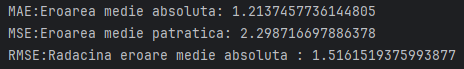 MAE:Eroarea medie absoluta: 1.2137457736144805
MSE:Eroarea medie patratica: 2.298716697886378
RMSE:Radacina eroare medie absoluta : 1.5161519375993877